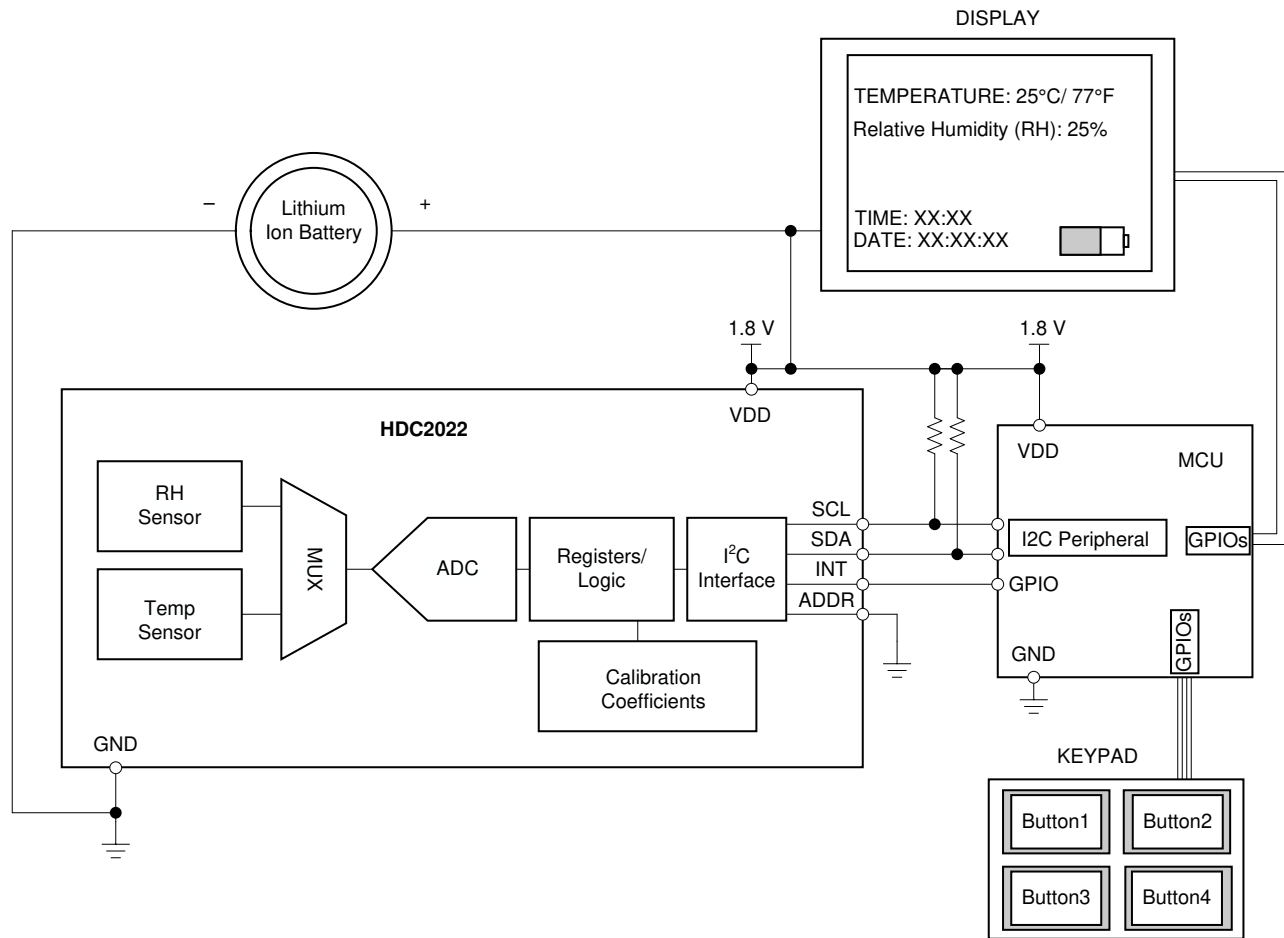 DISPLAY
TEMPERATURE: 25°C/ 77°F
Relative Humidity (RH): 25%
TIME: XX:XX
DATE: XX:XX:XX
–
Lithium
Ion Battery
+
1.8 V
1.8 V
VDD
HDC2022
RH
Sensor
Temp
Sensor
MUX
ADC
Registers/
Logic
I²C
Interface
Calibration
Coefficients
SCL
SDA
INT
ADDR
GND
VDD
MCU
I2C Peripheral
GPIOs
GPIO
GND
GPIOs
KEYPAD
Button1
Button2
Button3
Button4